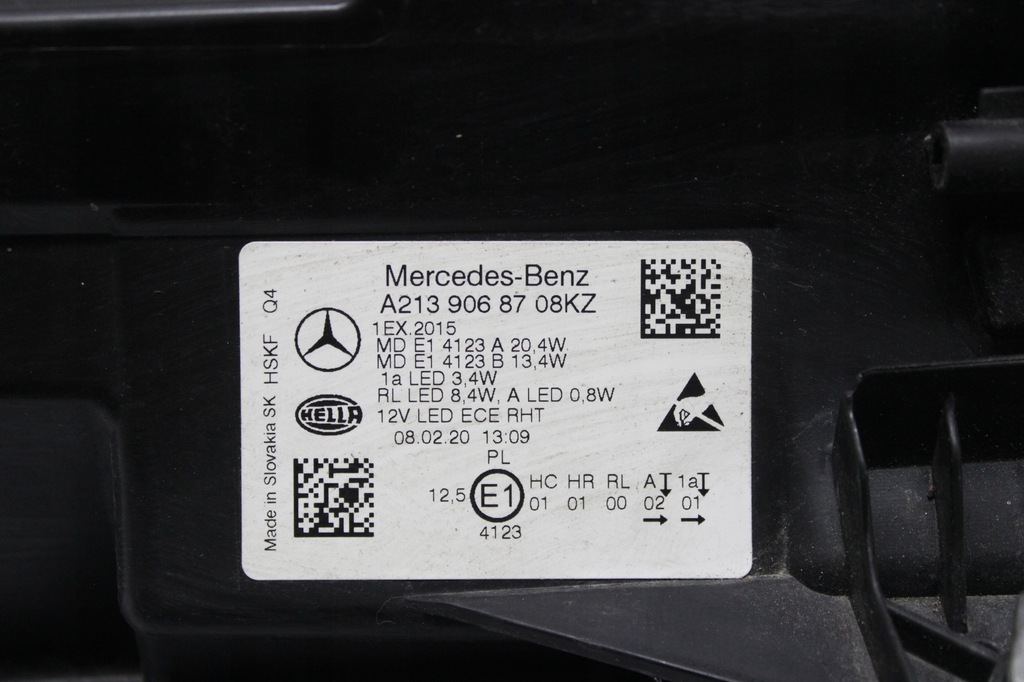 Mercedes-Benz
A213 906 87 08KZ
1EX.2015
MD E1 4123 A 20,4W
MD E1 4123 B 13,4W
1a LED 3,4W
RL LED 8,4W, A LED 0,8W
12V LED ECE RHT
08.02.20 13:09
PL
HC HR RL A 1a
12,5 E1 01 01 00 02 01
4123
HELLA
Made in Slovakia SK HSKF Q4